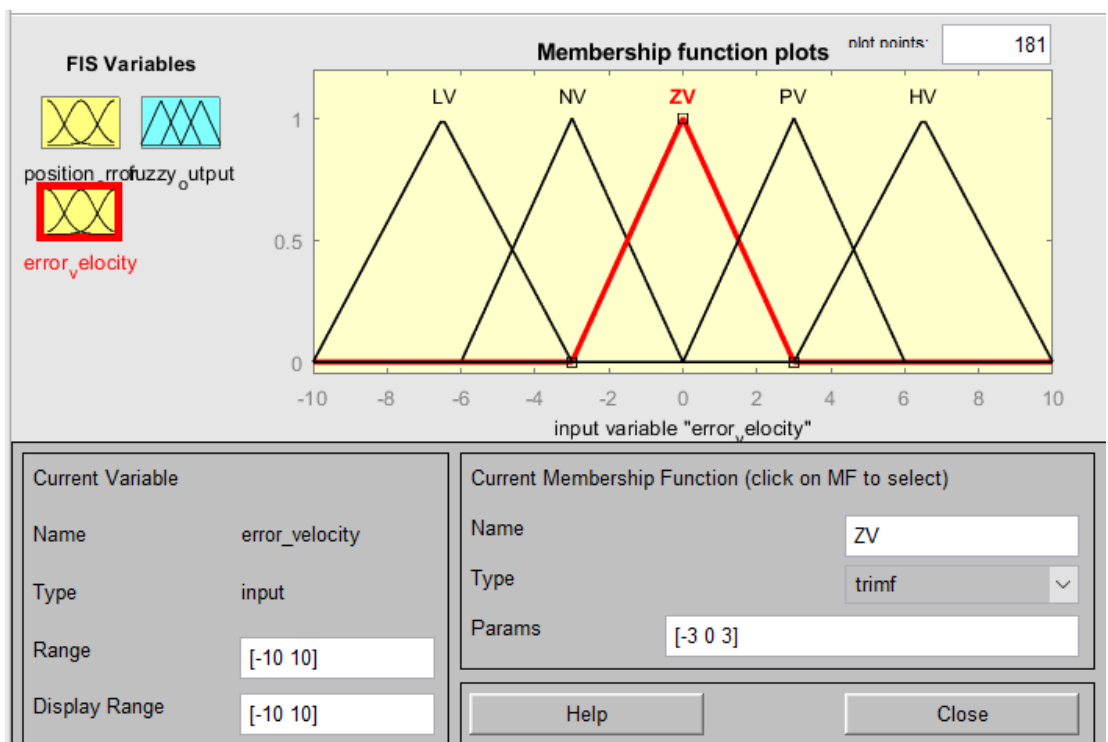 FIS Variables
Membership function plots
plot points:
181
position_rrorfuzzy_output
error_velocity
LV NV ZV PV HV
1
0.5
0
-10 -8 -6 -4 -2 0 2 4 6 8 10
input variable "error_velocity"
Current Variable
Name error_velocity
Type input
Range [-10 10]
Display Range [-10 10]
Current Membership Function (click on MF to select)
Name ZV
Type trimf
Params [-3 0 3]
Help Close